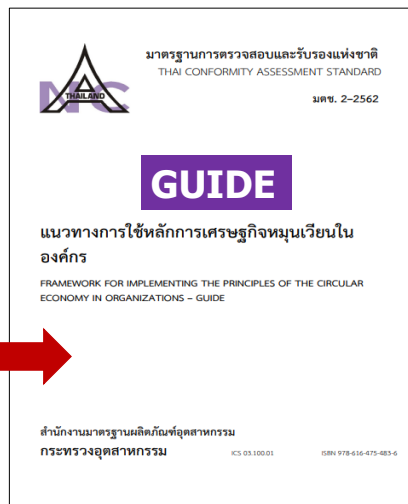 มาตรฐานการตรวจสอบและรับรองแห่งชาติ
THAI CONFORMITY ASSESSMENT STANDARD
มตช. 2–2562
NC
THAILAND
GUIDE
แนวทางการใช้หลักการเศรษฐกิจหมุนเวียนใน
องค์กร
FRAMEWORK FOR IMPLEMENTING THE PRINCIPLES OF THE CIRCULAR
ECONOMY IN ORGANIZATIONS – GUIDE
สำนักงานมาตรฐานผลิตภัณฑ์อุตสาหกรรม
กระทรวงอุตสาหกรรม ICS 03.100.01 ISBN 978-616-475-483-6